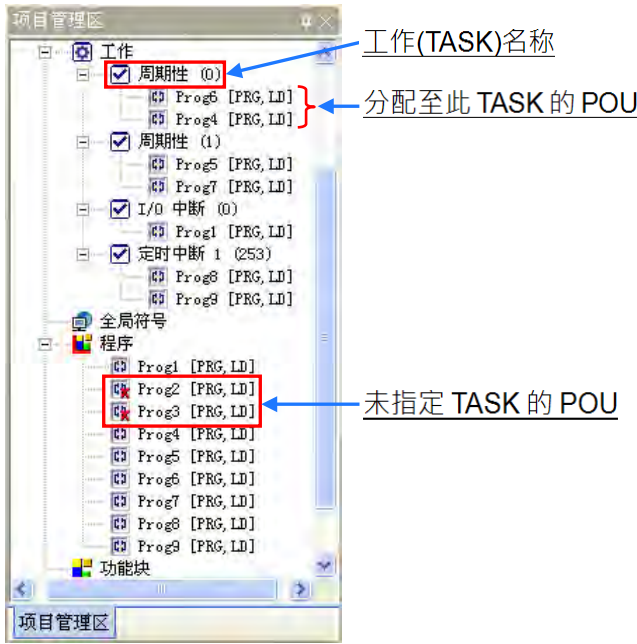 项目管理区
工作
周期性 (0)
Prog6 [PRG,LD]
Prog4 [PRG,LD]
周期性 (1)
Prog5 [PRG,LD]
Prog7 [PRG,LD]
I/O 中断 (0)
Prog1 [PRG,LD]
定时中断 1 (253)
Prog8 [PRG,LD]
Prog9 [PRG,LD]
全局符号
程序
Prog1 [PRG,LD]
Prog2 [PRG,LD]
Prog3 [PRG,LD]
Prog4 [PRG,LD]
Prog5 [PRG,LD]
Prog6 [PRG,LD]
Prog7 [PRG,LD]
Prog8 [PRG,LD]
Prog9 [PRG,LD]
功能块
项目管理区
工作(TASK)名称
分配至此 TASK 的 POU
未指定 TASK 的 POU